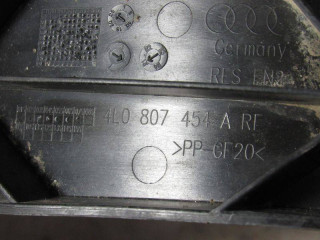 Germany
4L0 807 454 A RE
>PP-GF20<